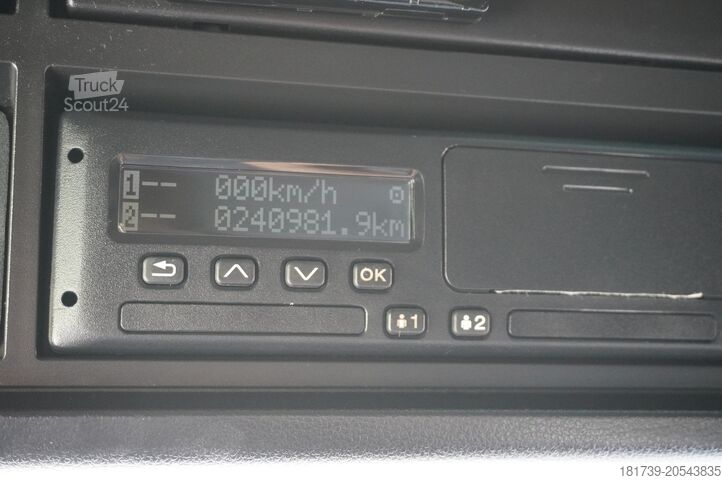 Truck
Scout24
1-- 000km/h
2-- 0240981.9km
OK
1
2
181739-20543835